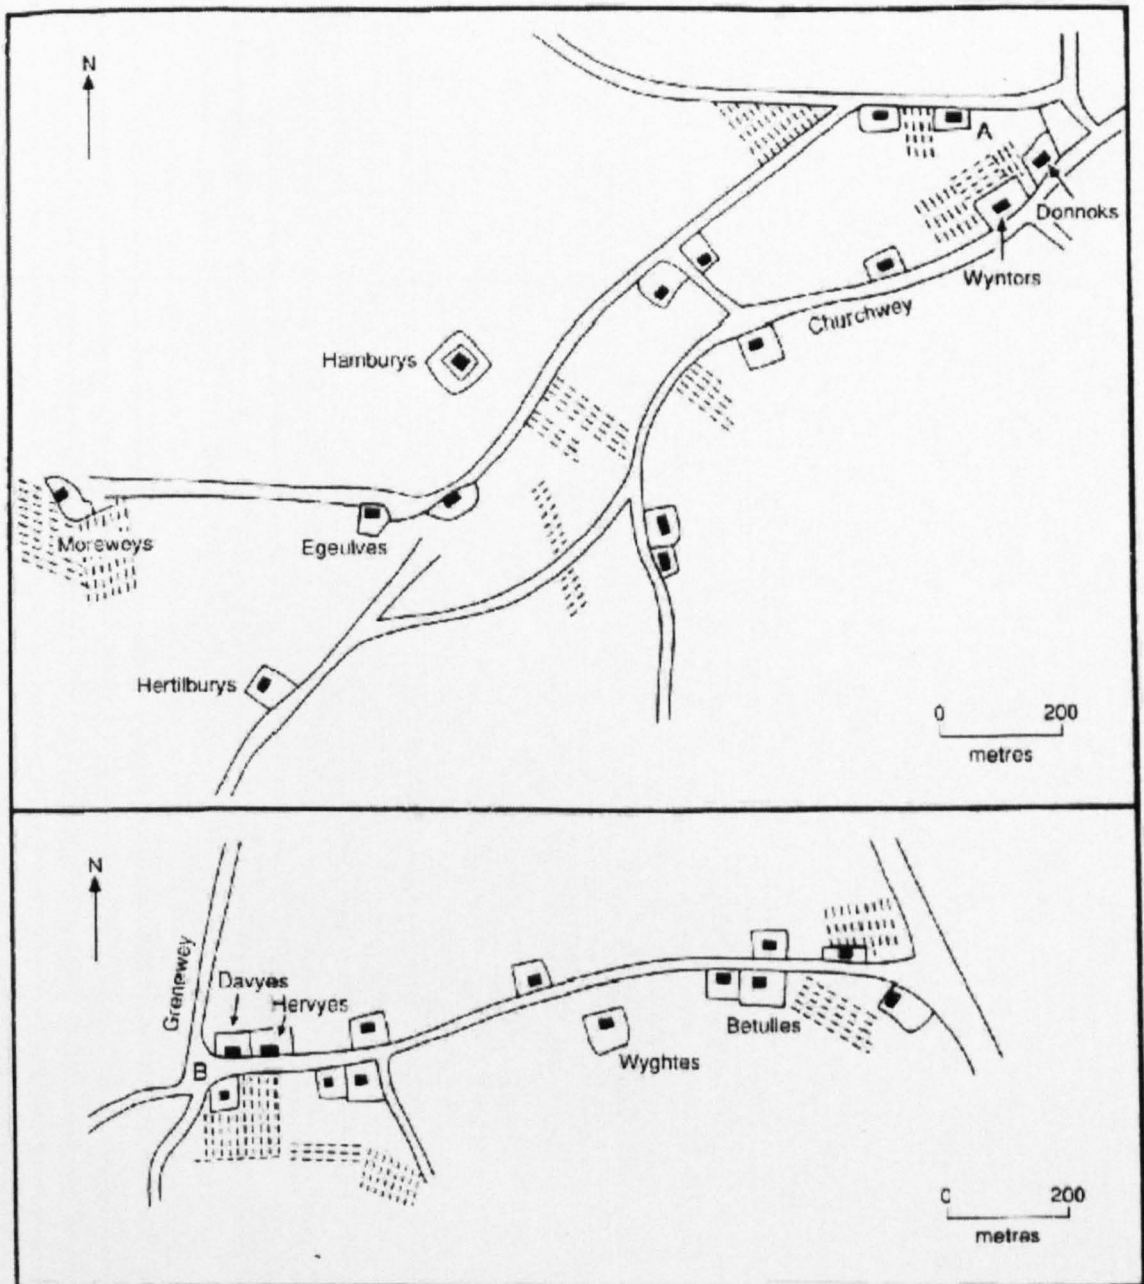 N
A
Donnoks
Wyntors
Churchwey
Hamburys
Moreweys
Egeulves
Hertilburys
0 200
metres
N
Grenewey
Davyes
Hervyes
B
Betulles
Wyghtes
0 200
metres